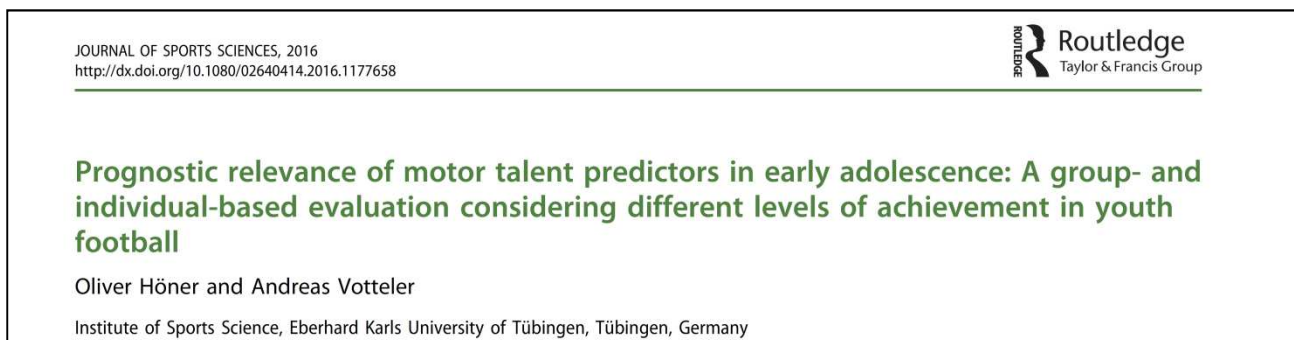 JOURNAL OF SPORTS SCIENCES, 2016
http://dx.doi.org/10.1080/02640414.2016.1177658
ROUTLEDGE
Routledge
Taylor & Francis Group
Prognostic relevance of motor talent predictors in early adolescence: A group- and
individual-based evaluation considering different levels of achievement in youth
football
Oliver Höner and Andreas Votteler
Institute of Sports Science, Eberhard Karls University of Tübingen, Tübingen, Germany